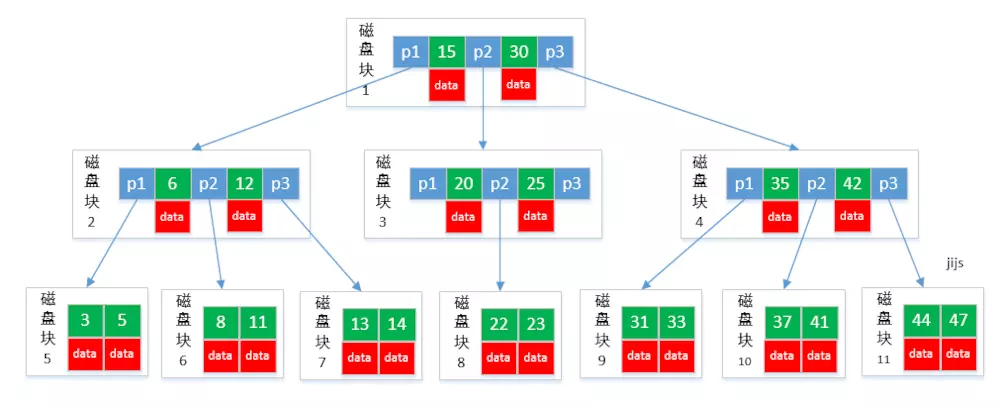 磁盘块1
p1 15 p2 30 p3
data data
磁盘块2
p1 6 p2 12 p3
data data
磁盘块3
p1 20 p2 25 p3
data data
磁盘块4
p1 35 p2 42 p3
data data
jijs
磁盘块5
3 5
data data
磁盘块6
8 11
data data
磁盘块7
13 14
data data
磁盘块8
22 23
data data
磁盘块9
31 33
data data
磁盘块10
37 41
data data
磁盘块11
44 47
data data